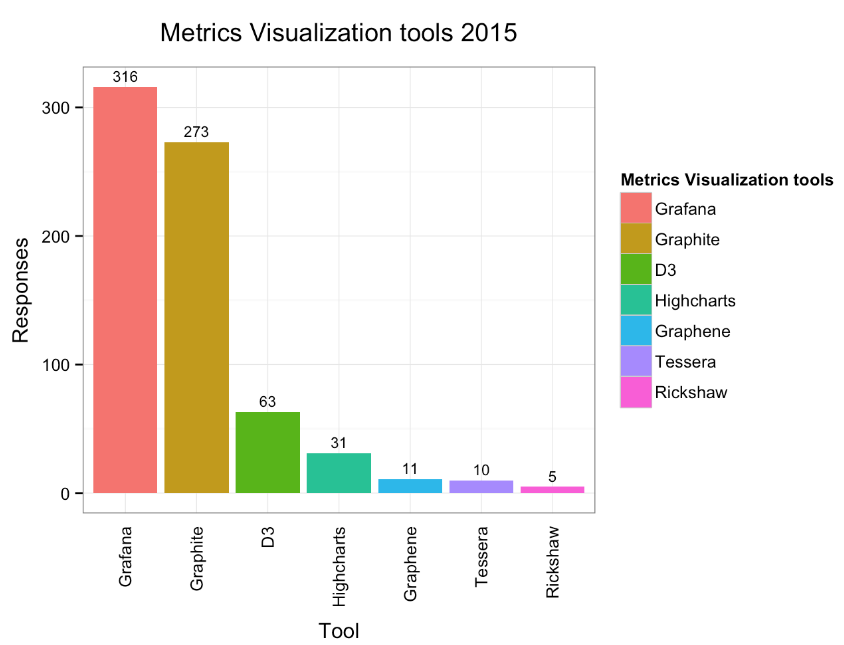 Metrics Visualization tools 2015
Responses
300
200
100
0
316
273
63
31
11
10
5
Grafana
Graphite
D3
Highcharts
Graphene
Tessera
Rickshaw
Tool
Metrics Visualization tools
Grafana
Graphite
D3
Highcharts
Graphene
Tessera
Rickshaw